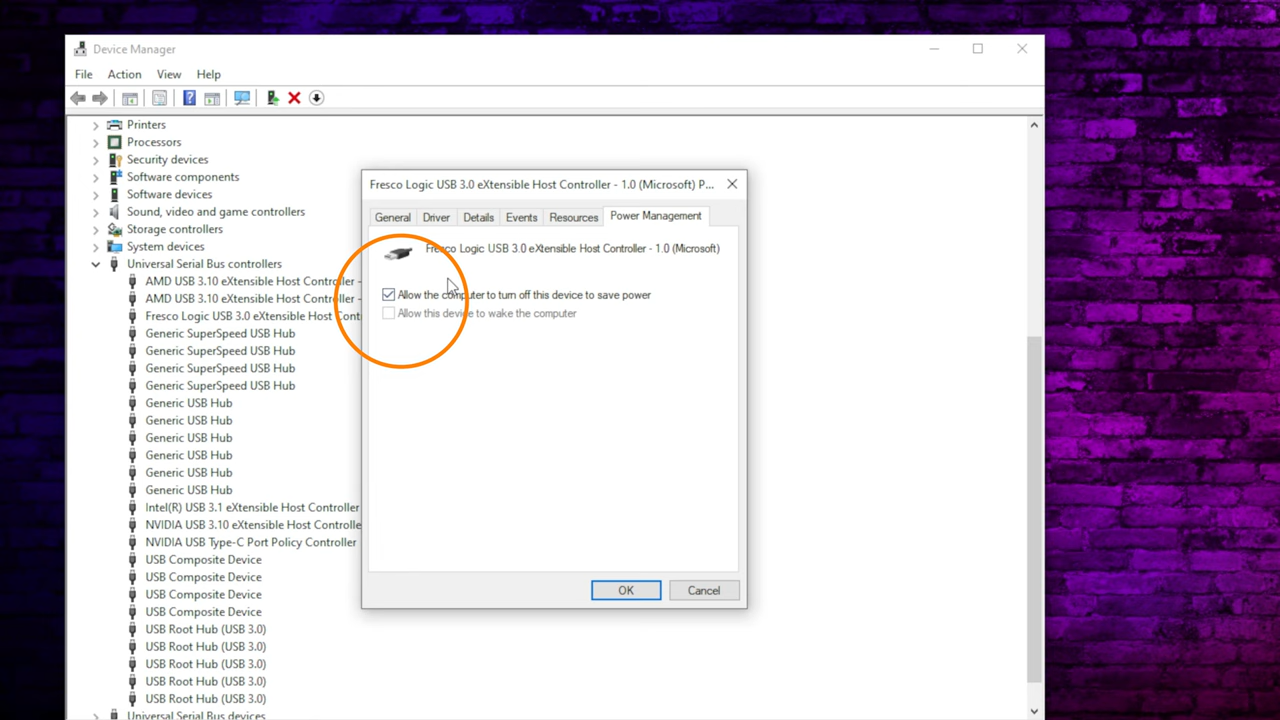 Device Manager
File Action View Help
Printers
Processors
Security devices
Software components
Software devices
Sound, video and game controllers
Storage controllers
System devices
Universal Serial Bus controllers
AMD USB 3.10 eXtensible Host Controller -
AMD USB 3.10 eXtensible Host Controller -
Fresco Logic USB 3.0 eXtensible Host Cont
Generic SuperSpeed USB Hub
Generic SuperSpeed USB Hub
Generic SuperSpeed USB Hub
Generic SuperSpeed USB Hub
Generic USB Hub
Generic USB Hub
Generic USB Hub
Generic USB Hub
Generic USB Hub
Generic USB Hub
Intel(R) USB 3.1 eXtensible Host Controller
NVIDIA USB 3.10 eXtensible Host Controlle
NVIDIA USB Type-C Port Policy Controller
USB Composite Device
USB Composite Device
USB Composite Device
USB Composite Device
USB Root Hub (USB 3.0)
USB Root Hub (USB 3.0)
USB Root Hub (USB 3.0)
USB Root Hub (USB 3.0)
USB Root Hub (USB 3.0)
Universal Serial Bus devices
Fresco Logic USB 3.0 eXtensible Host Controller - 1.0 (Microsoft) P...
General Driver Details Events Resources Power Management
Fresco Logic USB 3.0 eXtensible Host Controller - 1.0 (Microsoft)
Allow the computer to turn off this device to save power
Allow this device to wake the computer
OK Cancel